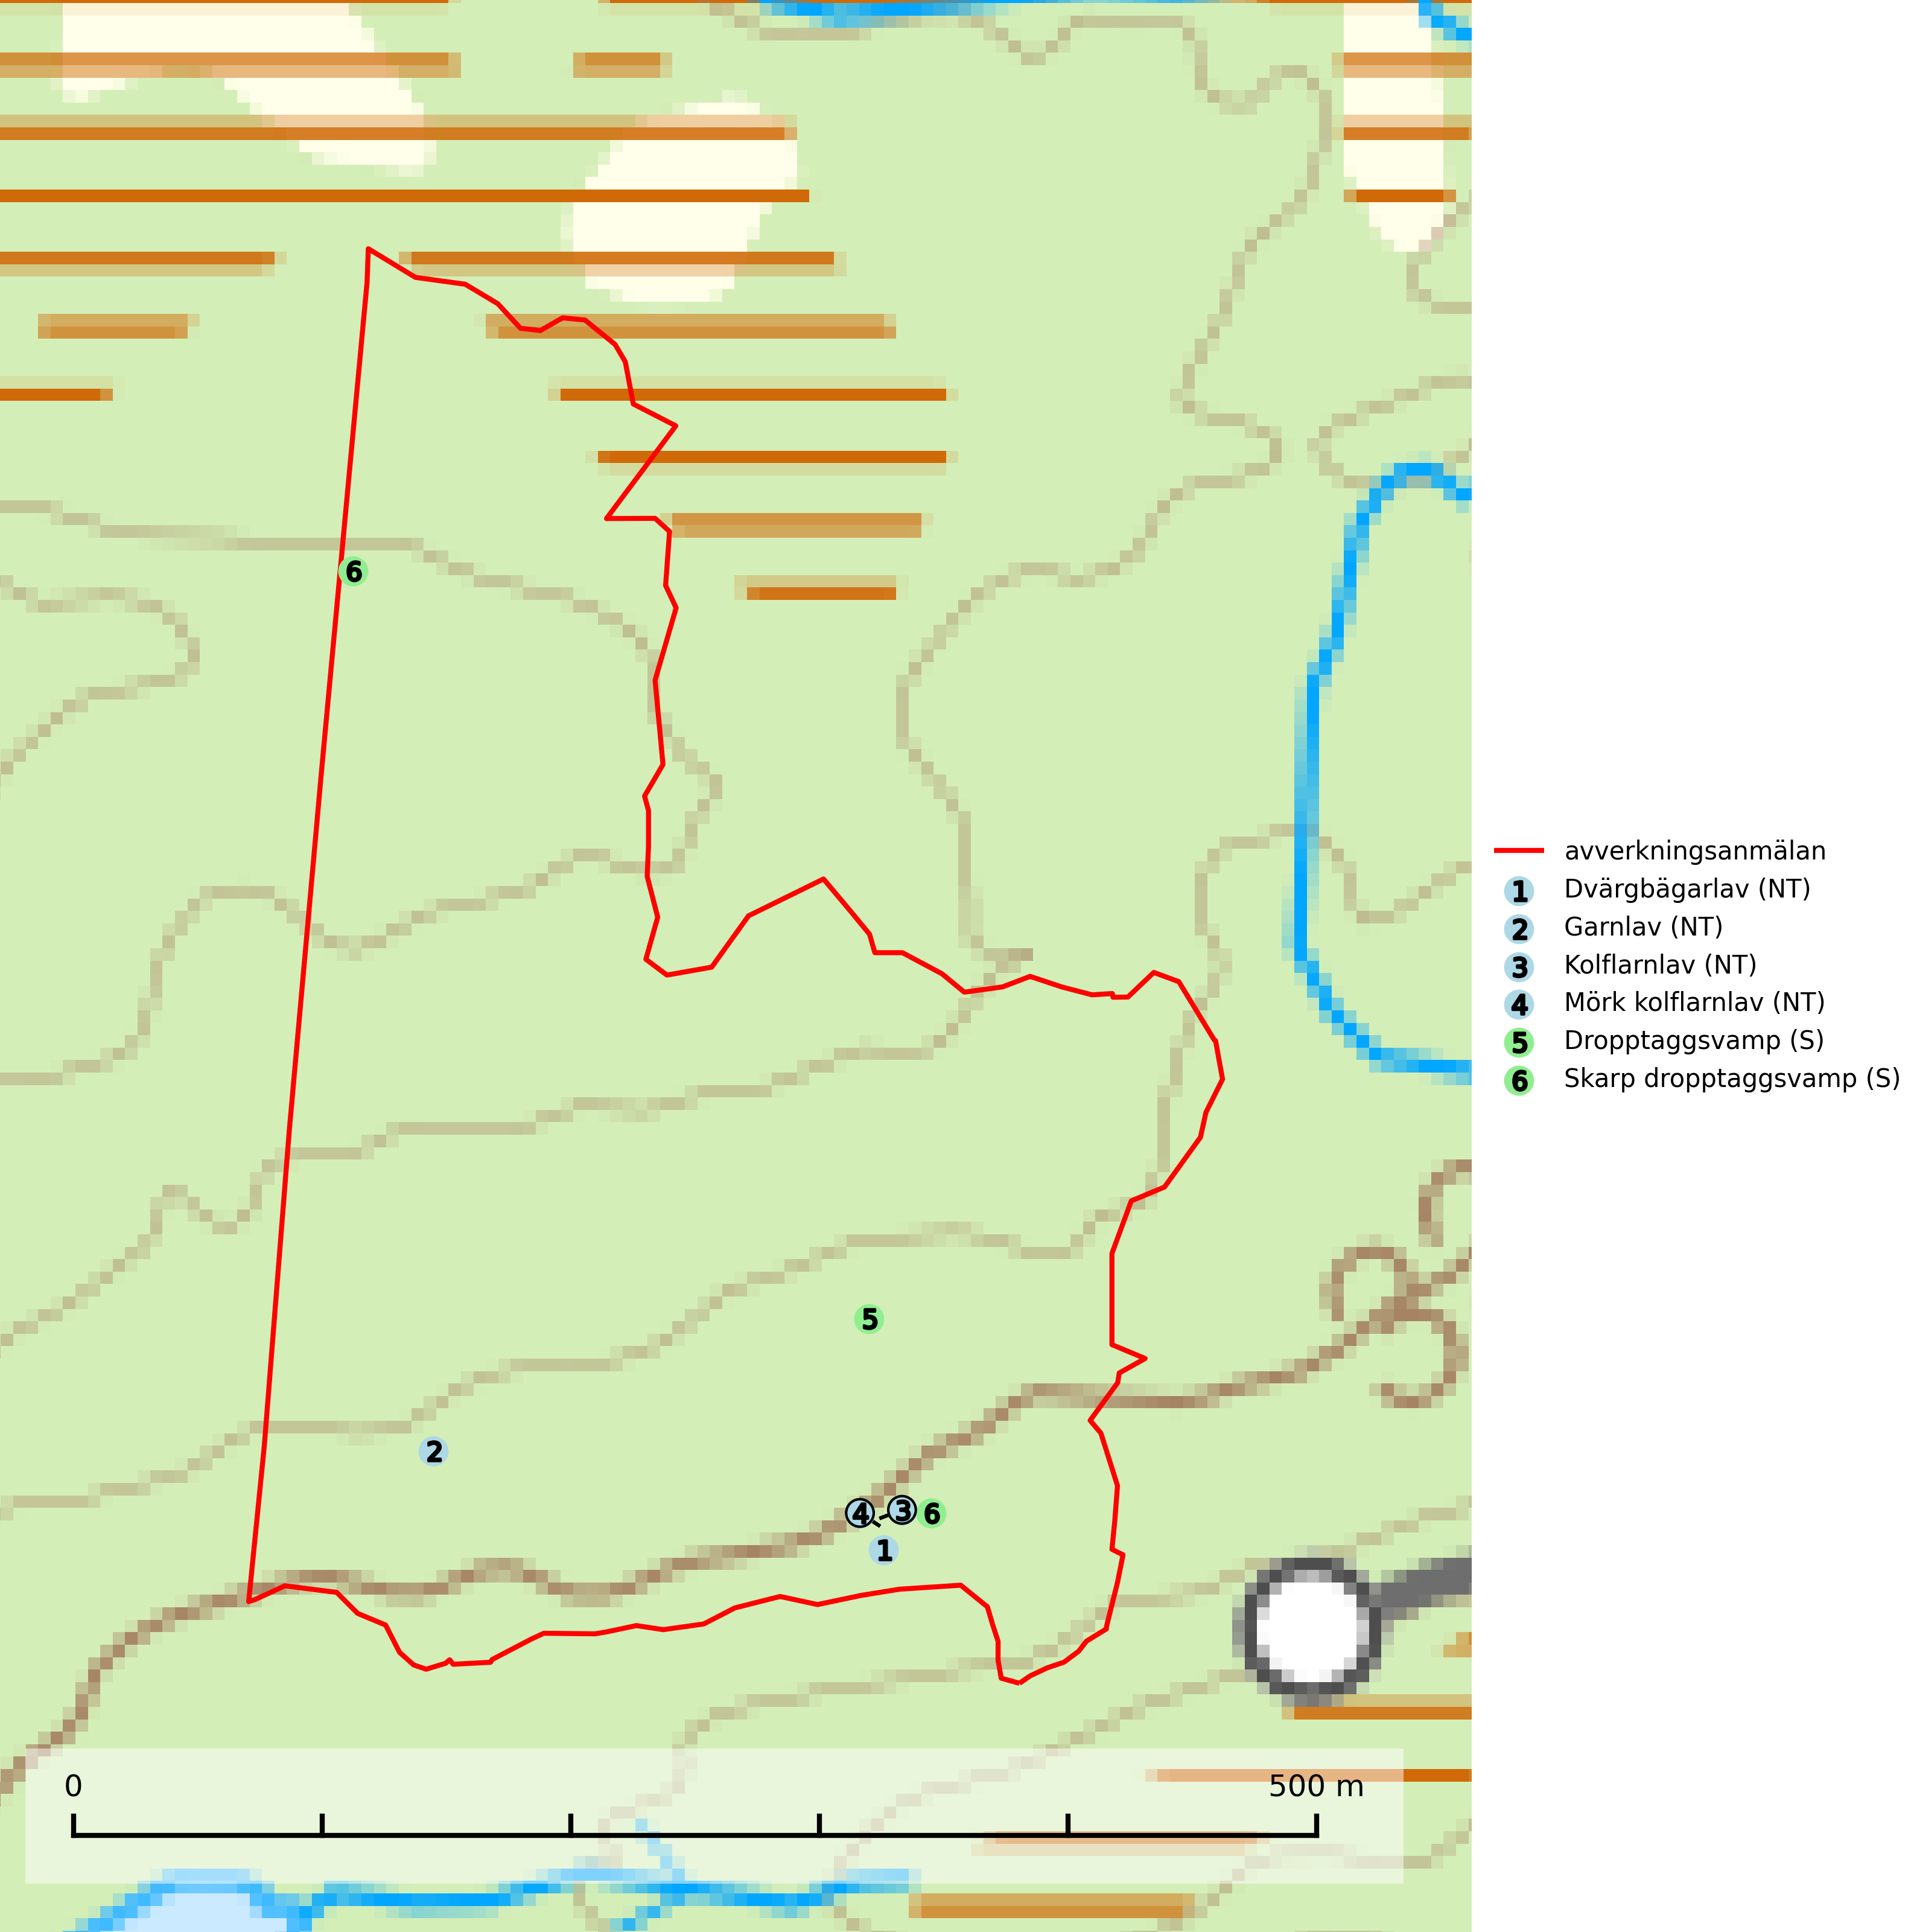 6
5
2
4 3 6
1
0 500 m
avverkningsanmälan
1 Dvärgbägarlav (NT)
2 Garnlav (NT)
3 Kolflarnlav (NT)
4 Mörk kolflarnlav (NT)
5 Dropptaggsvamp (S)
6 Skarp dropptaggsvamp (S)